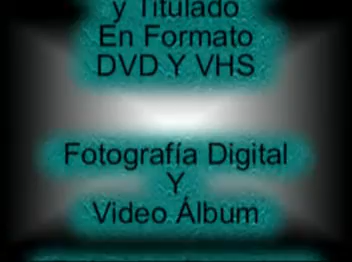 y Titulado
En Formato
DVD Y VHS
Fotografía Digital
Y
Video Álbum